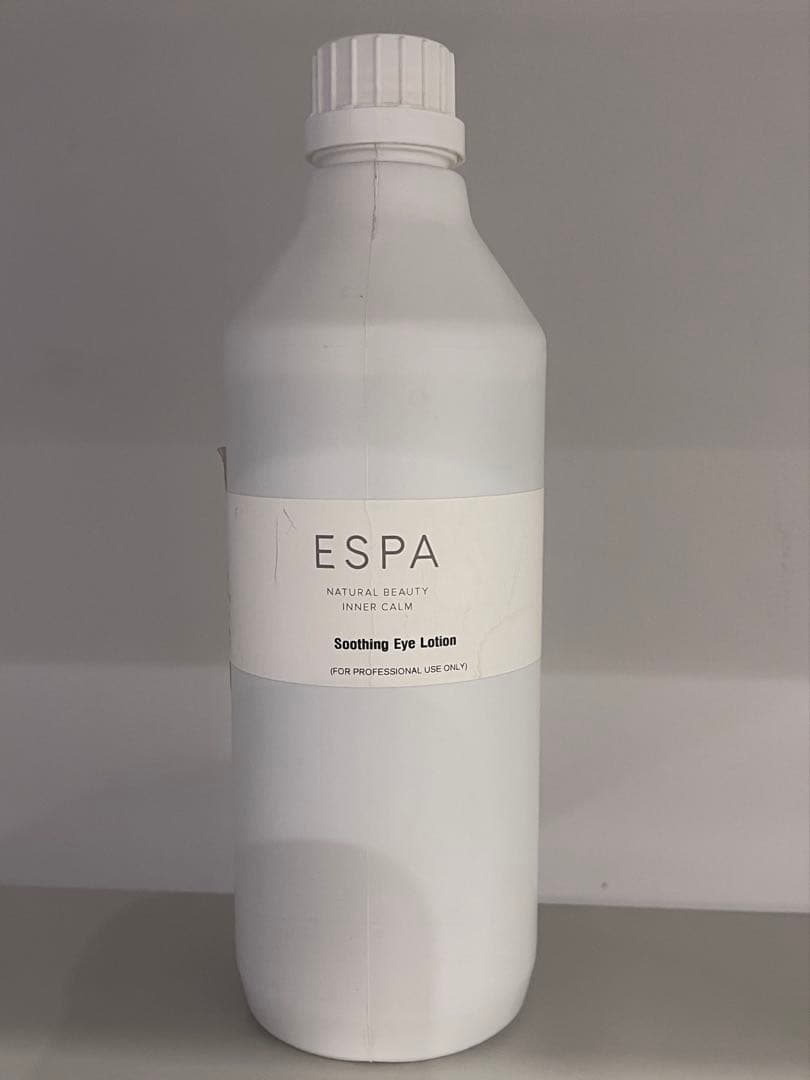 ESPA
NATURAL BEAUTY
INNER CALM
Soothing Eye Lotion
(FOR PROFESSIONAL USE ONLY)